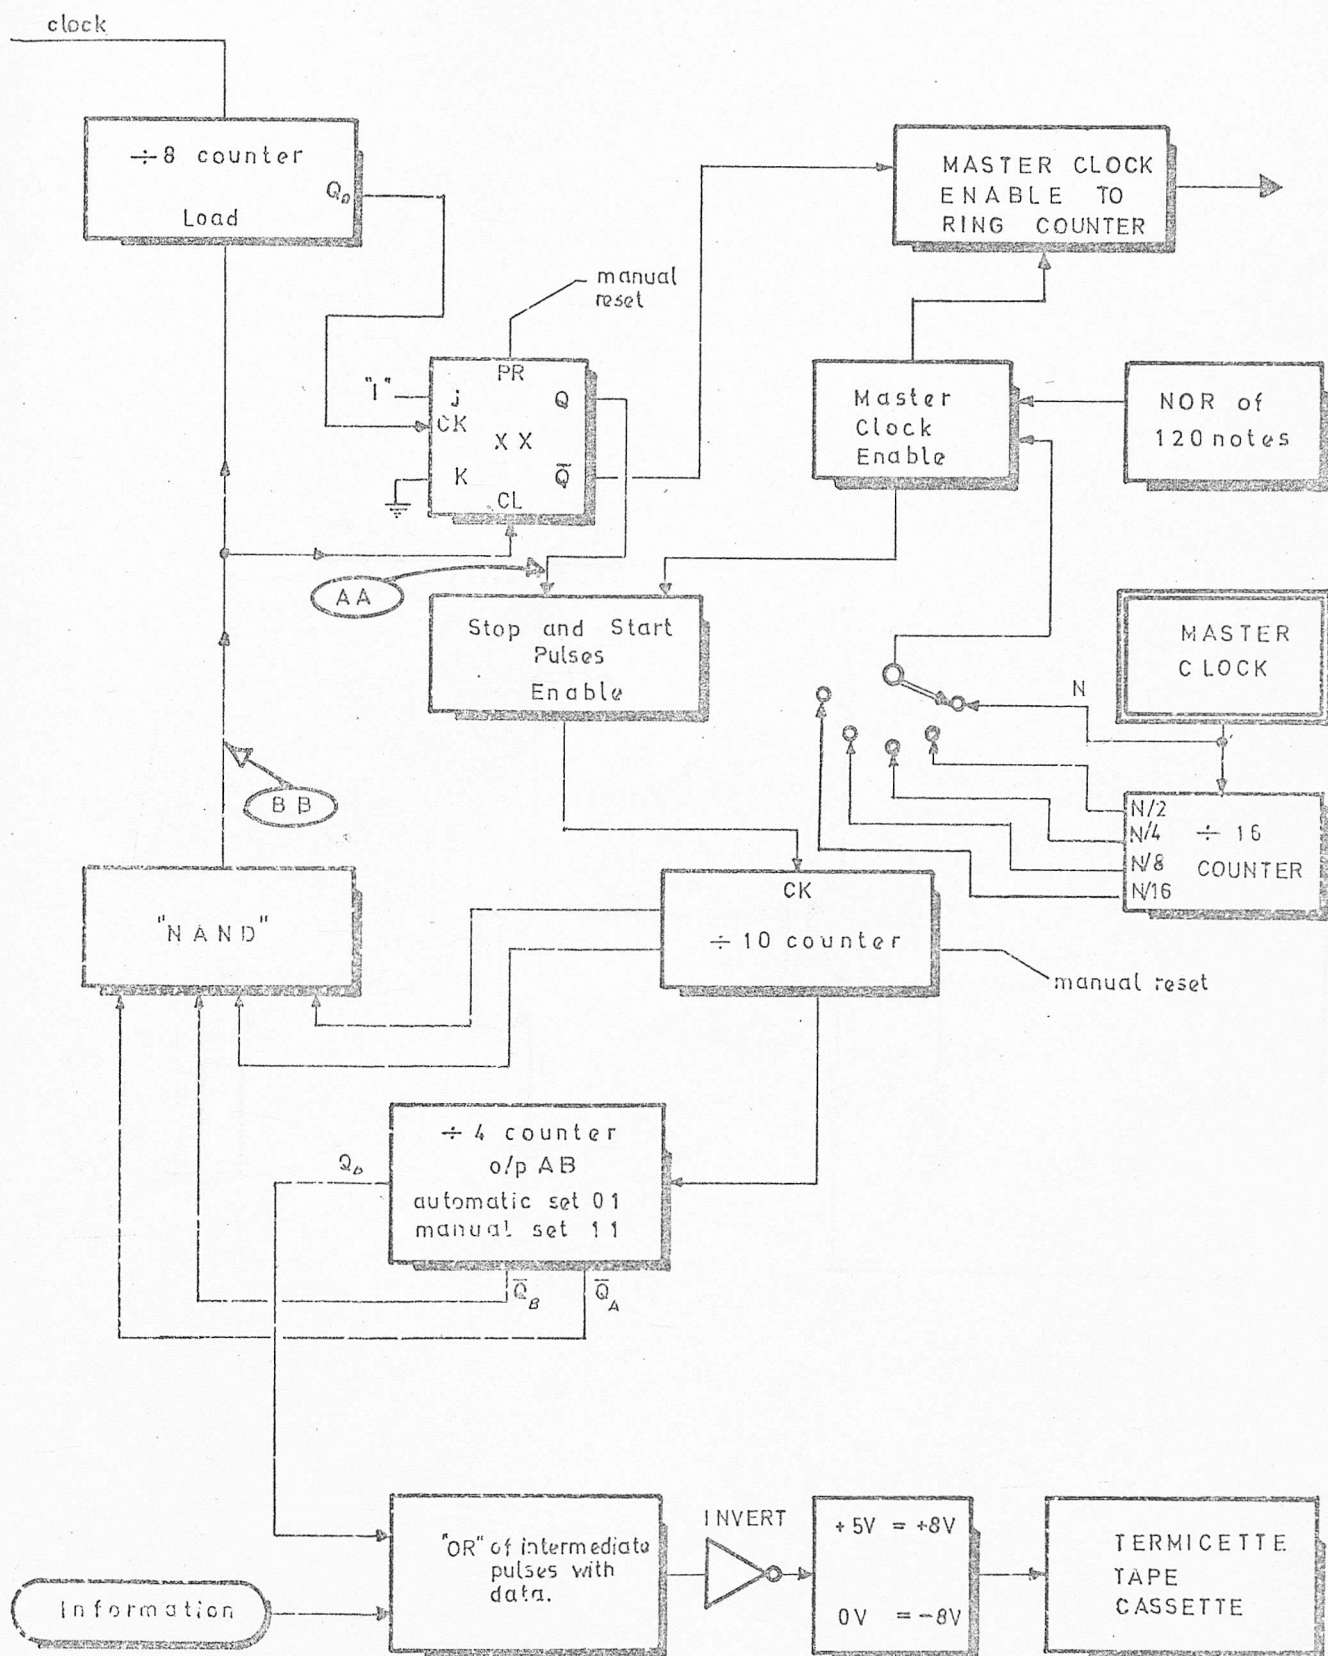 clock
÷8 counter
Q_D
Load
MASTER CLOCK
ENABLE TO
RING COUNTER
manual
reset
PR
"1"
j
Q
CK
XX
K
Q̅
CL
Master
Clock
Enable
NOR of
120 notes
AA
Stop and Start
Pulses
Enable
MASTER
CLOCK
N
BB
N/2
N/4
÷ 16
N/8
COUNTER
N/16
"NAND"
CK
÷ 10 counter
manual reset
÷ 4 counter
o/p AB
automatic set 01
manual set 11
Q̅_B
Q̅_A
"OR" of intermediate
pulses with
data.
INVERT
+5V = +8V
0V = -8V
TERMICETTE
TAPE
CASSETTE
Information